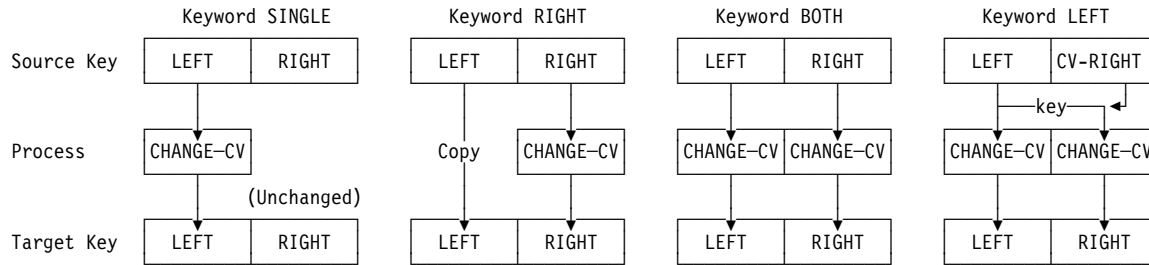 Keyword SINGLE Keyword RIGHT Keyword BOTH Keyword LEFT
Source Key LEFT RIGHT LEFT RIGHT LEFT RIGHT LEFT CV-RIGHT
key
Process CHANGE—CV Copy CHANGE—CV CHANGE—CV CHANGE—CV CHANGE—CV CHANGE—CV
(Unchanged)
Target Key LEFT RIGHT LEFT RIGHT LEFT RIGHT LEFT RIGHT